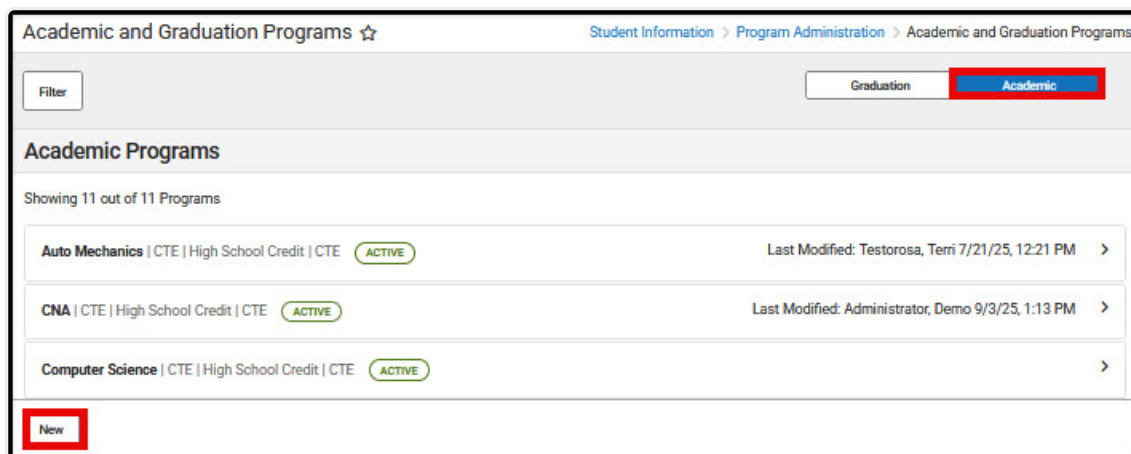 Academic and Graduation Programs
Student Information > Program Administration > Academic and Graduation Programs
Filter
Graduation
Academic
Academic Programs
Showing 11 out of 11 Programs
Auto Mechanics | CTE | High School Credit | CTE ACTIVE Last Modified: Testorosa, Terri 7/21/25, 12:21 PM
CNA | CTE | High School Credit | CTE ACTIVE Last Modified: Administrator, Demo 9/3/25, 1:13 PM
Computer Science | CTE | High School Credit | CTE ACTIVE
New